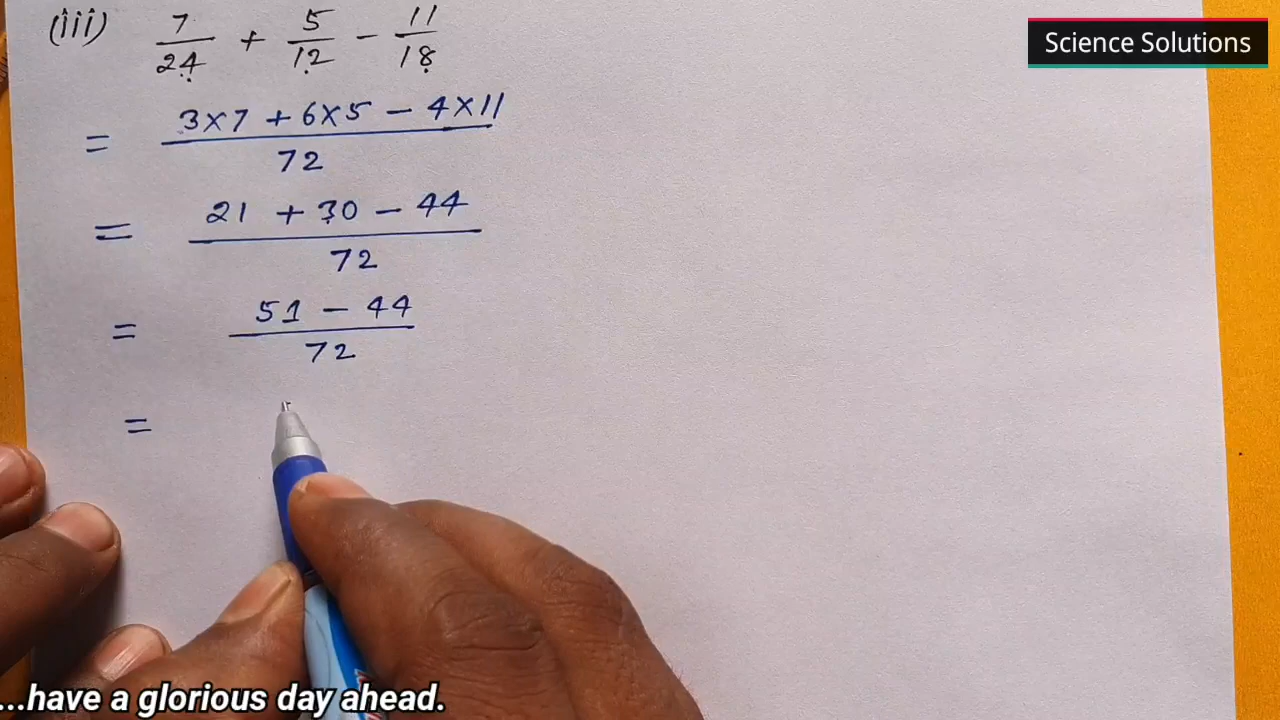 (iii) 7/24 + 5/12 - 11/18
Science Solutions
= 3×7 + 6×5 - 4×11 / 72
= 21 + 30 - 44 / 72
= 51 - 44 / 72
=
...have a glorious day ahead.